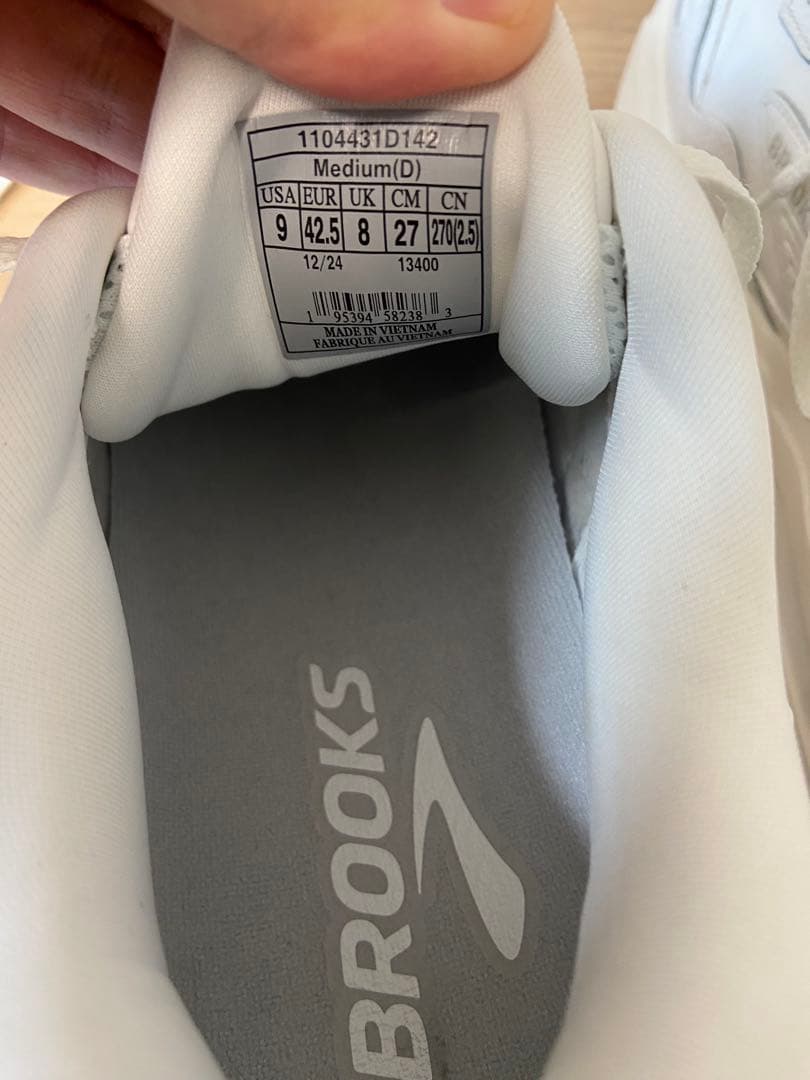 1104431D142
Medium(D)
USA EUR UK CM CN
9 42.5 8 27 270(2.5)
12/24 13400
1 95394 58238 3
MADE IN VIETNAM
FABRIQUE AU VIETNAM
BROOKS